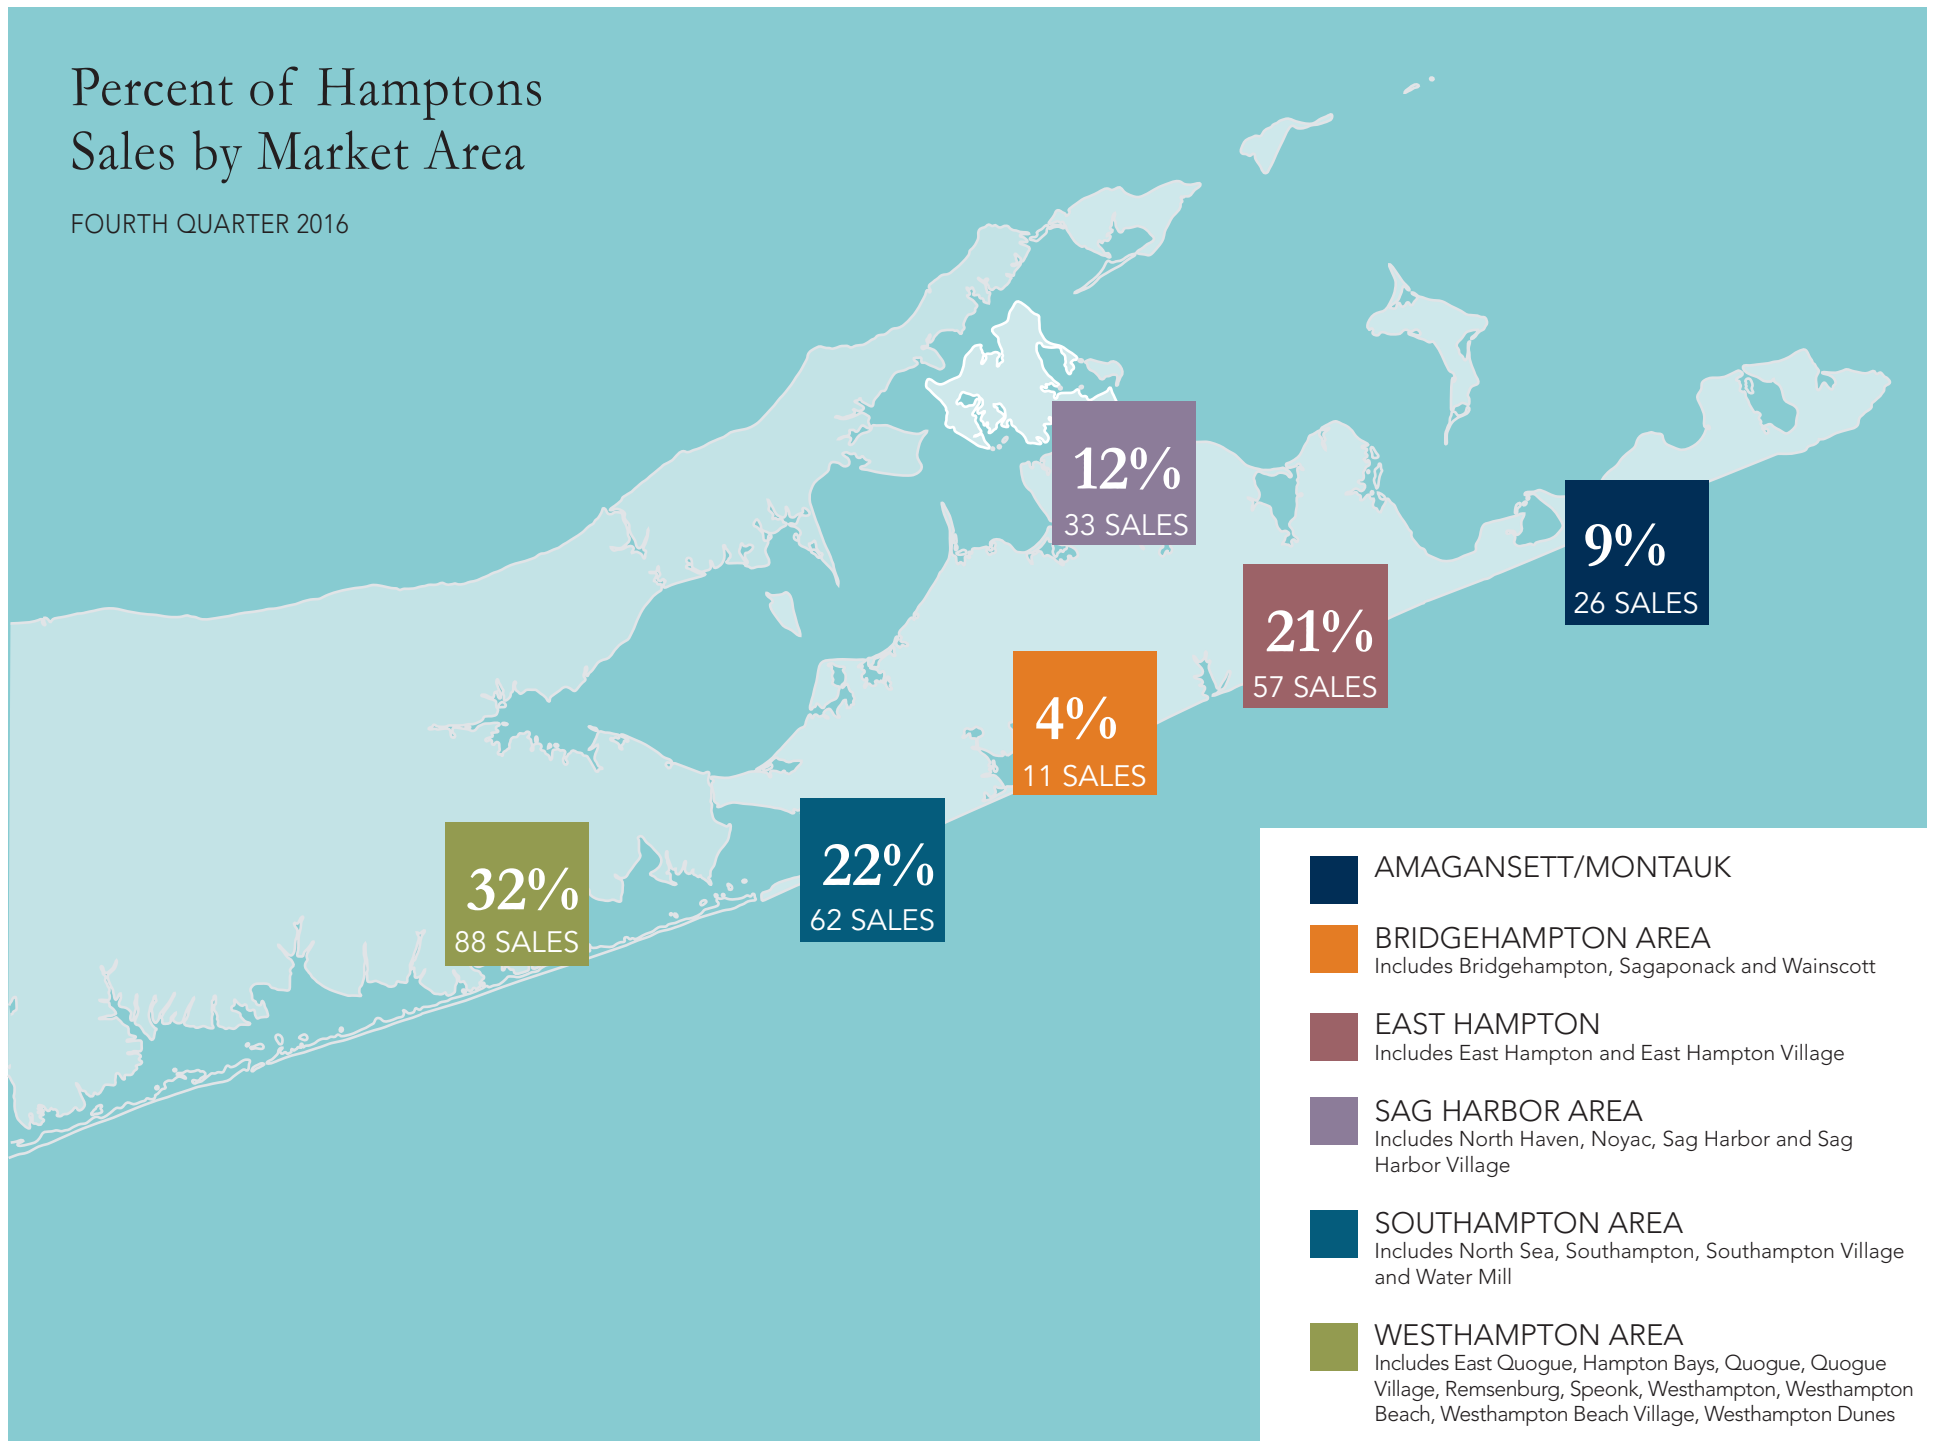 Percent of Hamptons
Sales by Market Area
FOURTH QUARTER 2016
12%
33 SALES
9%
26 SALES
21%
57 SALES
4%
11 SALES
22%
62 SALES
32%
88 SALES
AMAGANSETT/MONTAUK
BRIDGEHAMPTON AREA
Includes Bridgehampton, Sagaponack and Wainscott
EAST HAMPTON
Includes East Hampton and East Hampton Village
SAG HARBOR AREA
Includes North Haven, Noyac, Sag Harbor and Sag
Harbor Village
SOUTHAMPTON AREA
Includes North Sea, Southampton, Southampton Village
and Water Mill
WESTHAMPTON AREA
Includes East Quogue, Hampton Bays, Quogue, Quogue
Village, Remsenburg, Speonk, Westhampton, Westhampton
Beach, Westhampton Beach Village, Westhampton Dunes